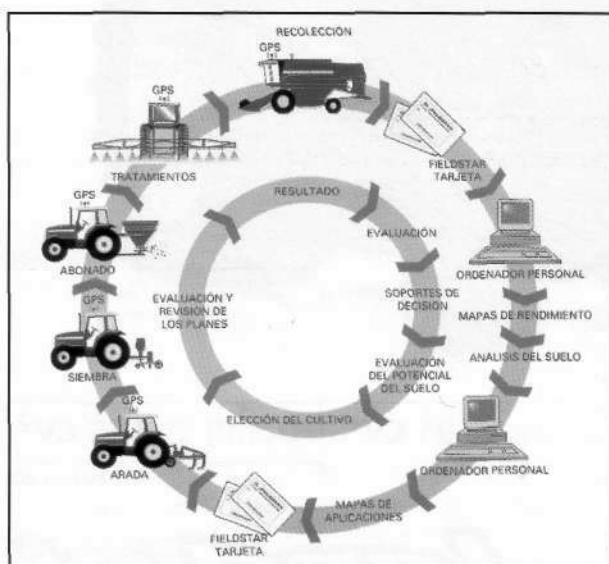 RECOLECCIÓN
GPS
FIELDSTAR
TARJETA
ORDENADOR PERSONAL
MAPAS DE RENDIMIENTO
ANÁLISIS DEL SUELO
ORDENADOR PERSONAL
MAPAS DE
APLICACIONES
FIELDSTAR
TARJETA
ARADA
GPS
SIEMBRA
GPS
ABONADO
GPS
TRATAMIENTOS
GPS
RESULTADO
EVALUACIÓN
SOPORTES DE
DECISIÓN
EVALUACIÓN
DEL POTENCIAL
DEL SUELO
ELECCIÓN DEL CULTIVO
EVALUACIÓN Y
REVISIÓN DE
LOS PLANES